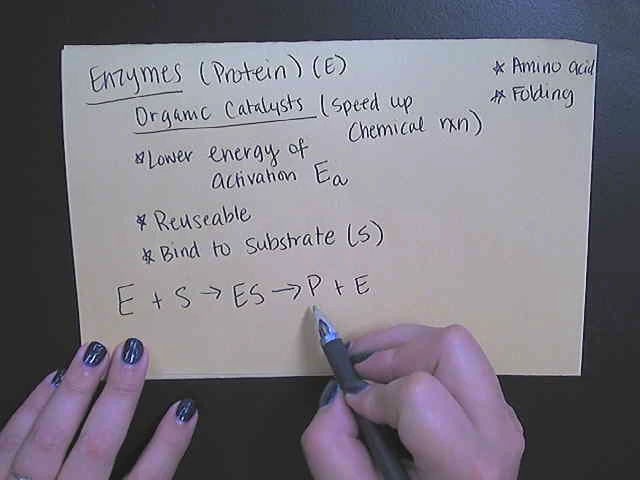 Enzymes (Protein) (E)
Organic Catalysts (Speed up
Chemical rxn)
* Lower energy of
activation Ea
* Reuseable
* Bind to substrate (S)
E + S → ES → P + E
* Amino acid
* Folding